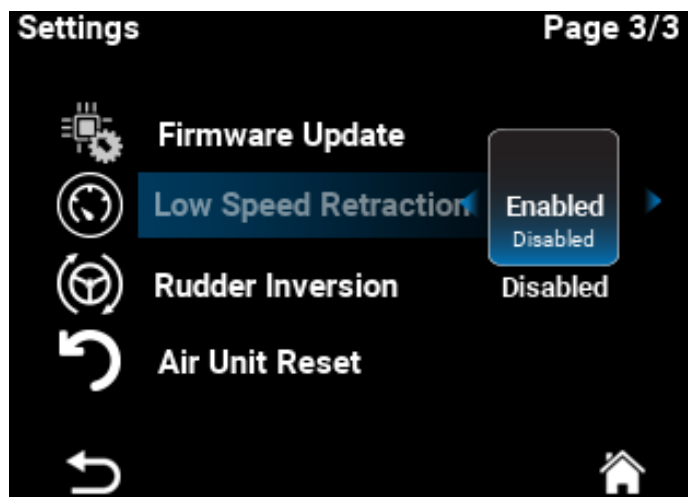 Settings Page 3/3
Firmware Update
Low Speed Retraction Enabled
Disabled
Rudder Inversion Disabled
Air Unit Reset